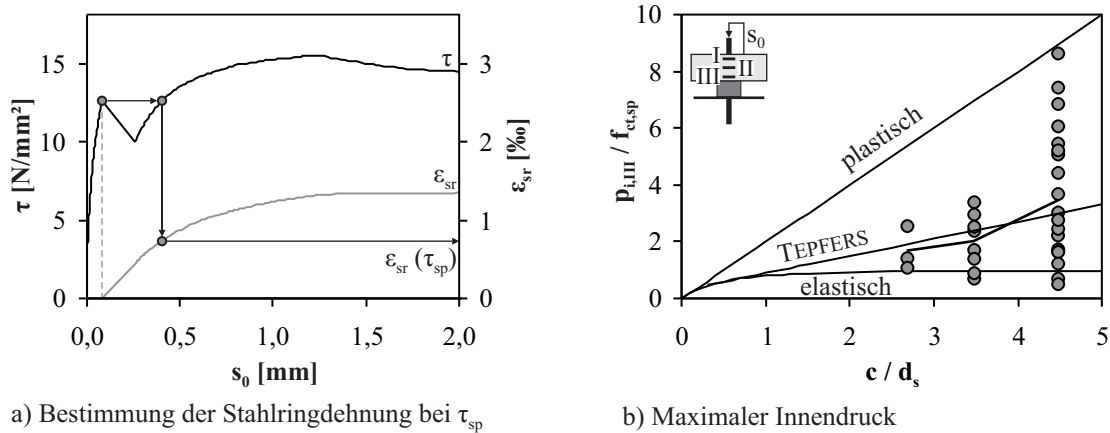 15
10
5
0
τ [N/mm²]
τ
ε_sr
ε_sr (τ_sp)
3
2
1
0
ε_sr [‰]
0,0 0,5 1,0 1,5 2,0
s₀ [mm]
a) Bestimmung der Stahlringdehnung bei τ_sp
10
8
6
4
2
0
p_i,III / f_ct,sp
s₀
I
II
III
plastisch
TEPFERS
elastisch
0 1 2 3 4 5
c / d_s
b) Maximaler Innendruck